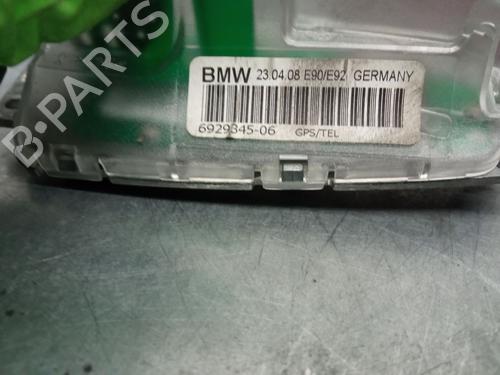 BMW 23.04.08 E90/E92 GERMANY
6929345-06 GPS/TEL
B-PARTS